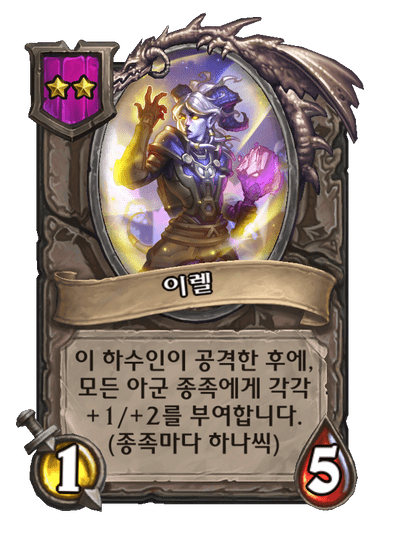 이렐
이 하수인이 공격한 후에,
모든 아군 종족에게 각각
+1/+2를 부여합니다.
(종족마다 하나씩)
1
5